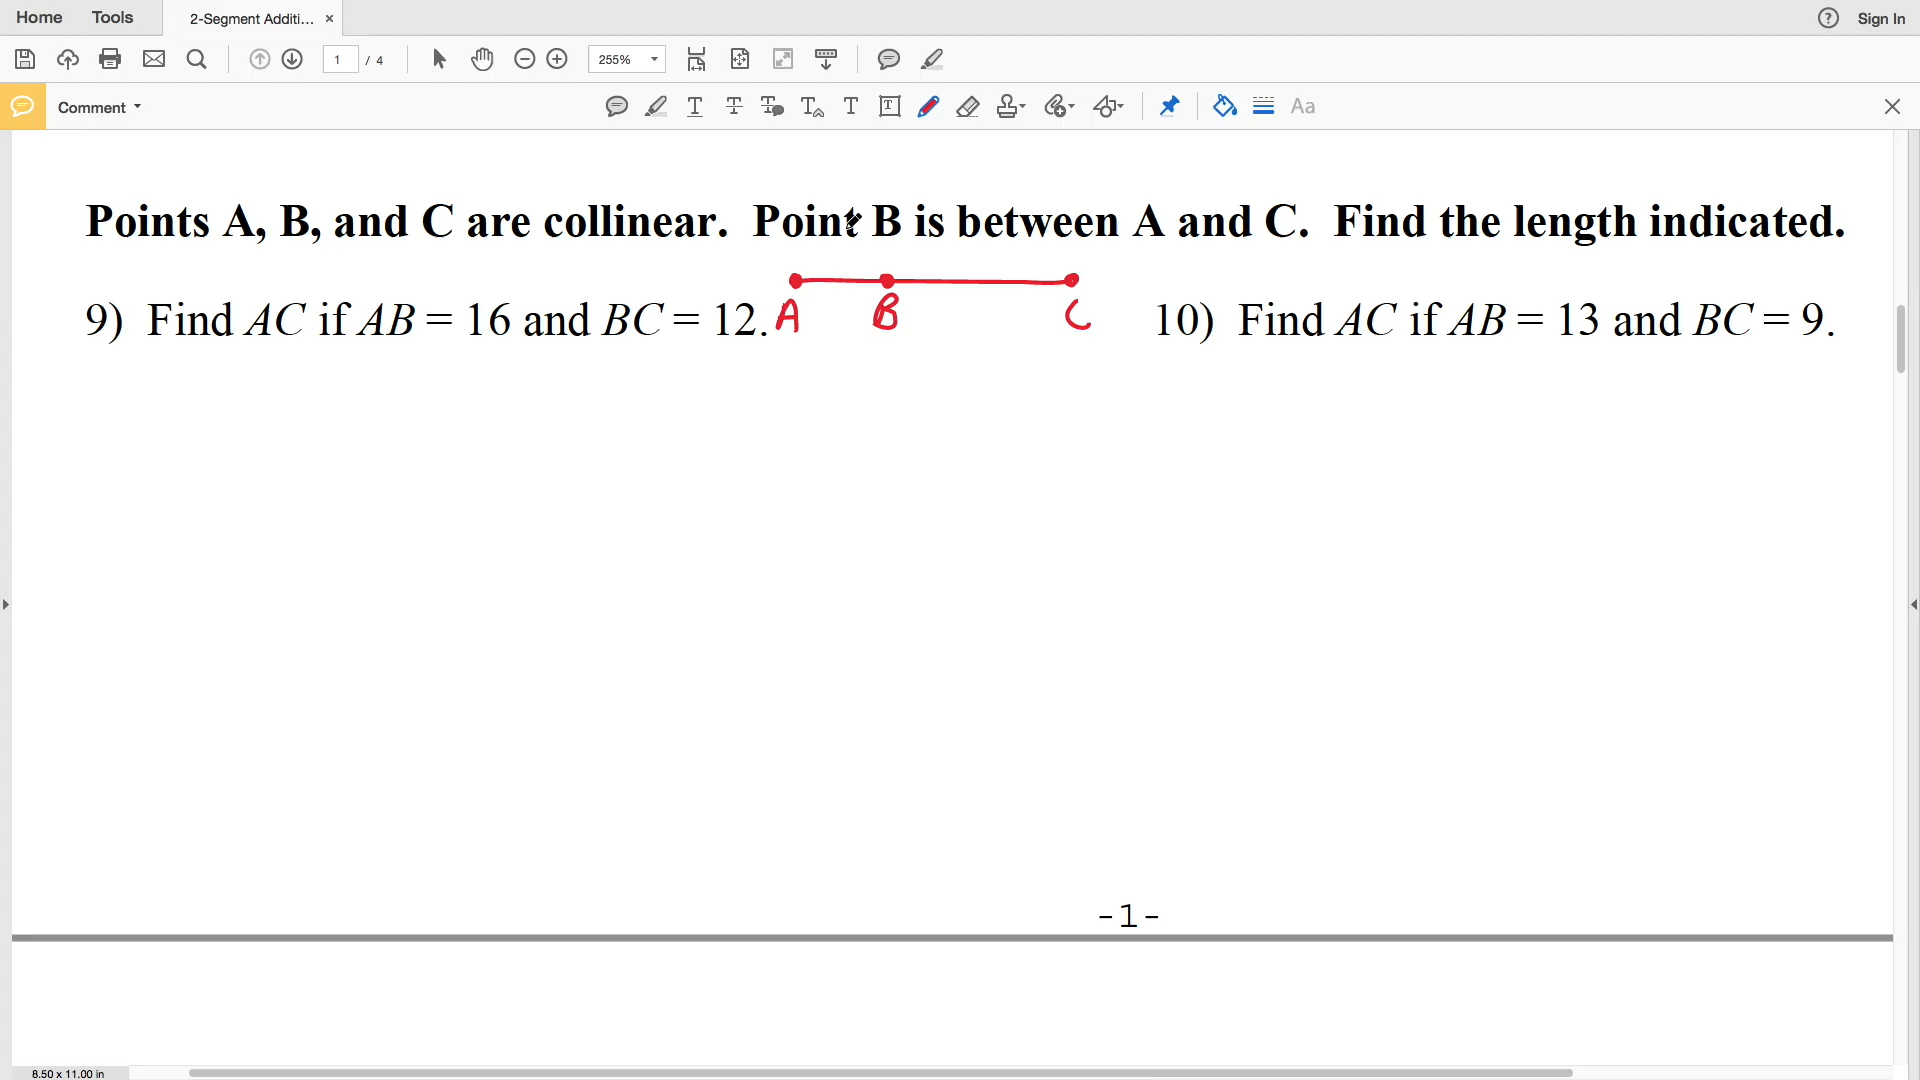 Home Tools 2-Segment Additi... × ? Sign In
1 / 4 255%
Comment T T T T T T Aa
Points A, B, and C are collinear. Point B is between A and C. Find the length indicated.
9) Find AC if AB = 16 and BC = 12. A B C 10) Find AC if AB = 13 and BC = 9.
-1-
8.50 x 11.00 in